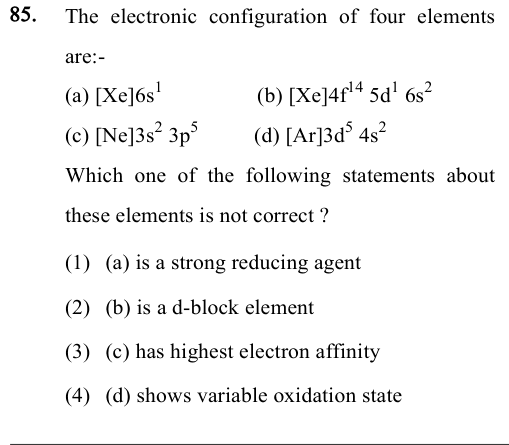 85. The electronic configuration of four elements
are:-
(a) [Xe]6s¹ (b) [Xe]4f¹⁴ 5d¹ 6s²
(c) [Ne]3s² 3p⁵ (d) [Ar]3d⁵ 4s²
Which one of the following statements about
these elements is not correct ?
(1) (a) is a strong reducing agent
(2) (b) is a d-block element
(3) (c) has highest electron affinity
(4) (d) shows variable oxidation state